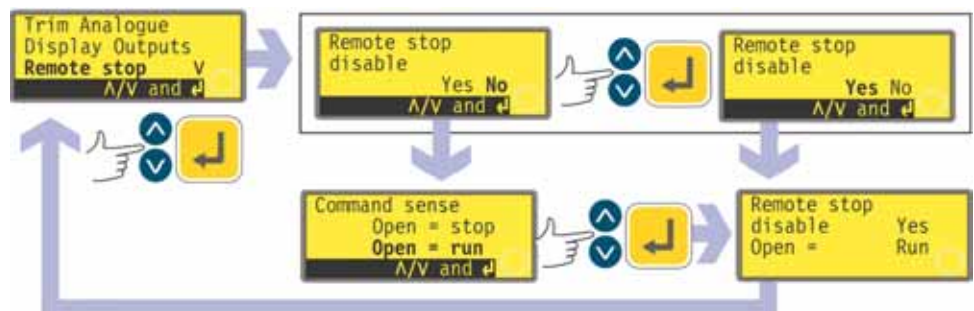 Trim Analogue
Display Outputs
Remote stop V
Λ/V and ↵
Remote stop
disable
Yes No
Λ/V and ↵
Remote stop
disable
Yes No
Λ/V and ↵
Command sense
Open = stop
Open = run
Λ/V and ↵
Remote stop
disable Yes
Open = Run